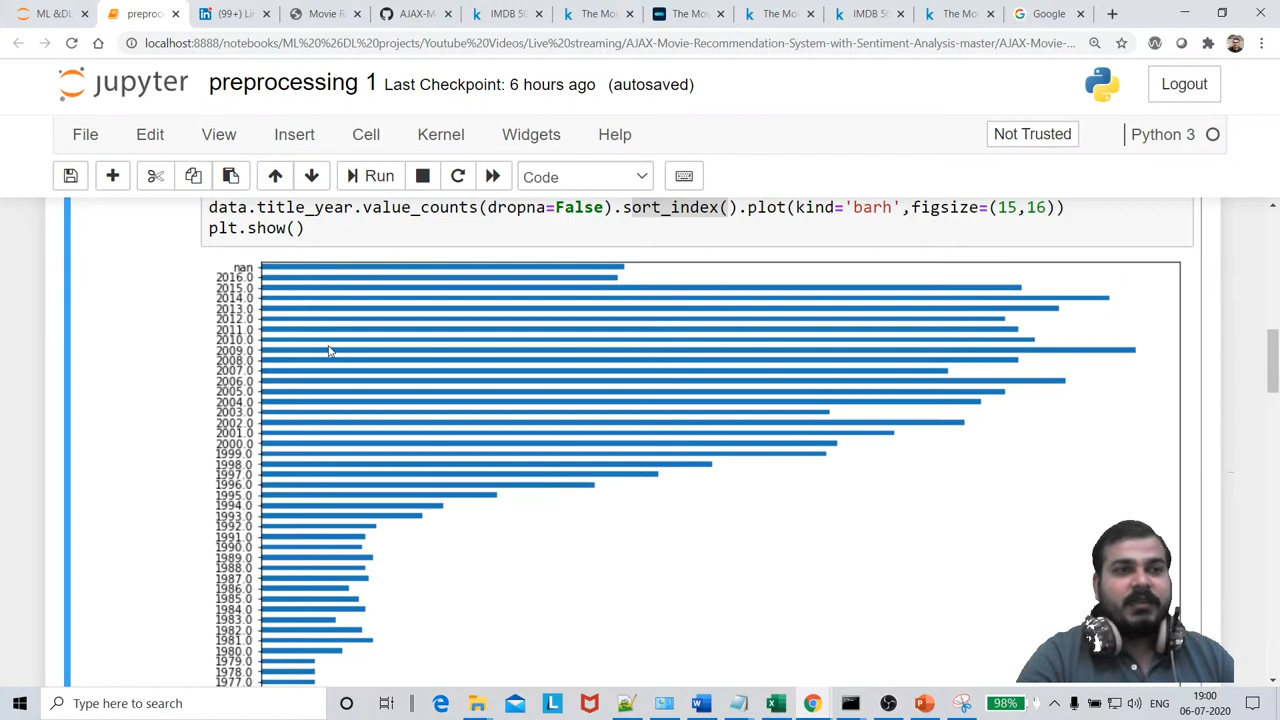 ML &DL
preproc
(99+) Li
Movie R
AJAX-M
IMDB 50
The Mov
The Mov
The Mov
IMDB 50
The Mov
Google
localhost:8888/notebooks/ML%20%26%20DL%20projects/Youtube%20Videos/Live%20streaming/AJAX-Movie-Recommendation-System-with-Sentiment-Analysis-master/AJAX-Movie-...
jupyter preprocessing 1 Last Checkpoint: 6 hours ago (autosaved)
Logout
File Edit View Insert Cell Kernel Widgets Help
Not Trusted
Python 3
Run
Code
data.title_year.value_counts(dropna=False).sort_index().plot(kind='barh',figsize=(15,16))
plt.show()
nan
2016.0
2015.0
2014.0
2013.0
2012.0
2011.0
2010.0
2009.0
2008.0
2007.0
2006.0
2005.0
2004.0
2003.0
2002.0
2001.0
2000.0
1999.0
1998.0
1997.0
1996.0
1995.0
1994.0
1993.0
1992.0
1991.0
1990.0
1989.0
1988.0
1987.0
1986.0
1985.0
1984.0
1983.0
1982.0
1981.0
1980.0
1979.0
1978.0
1977.0
Type here to search
98%
ENG
19:00
06-07-2020